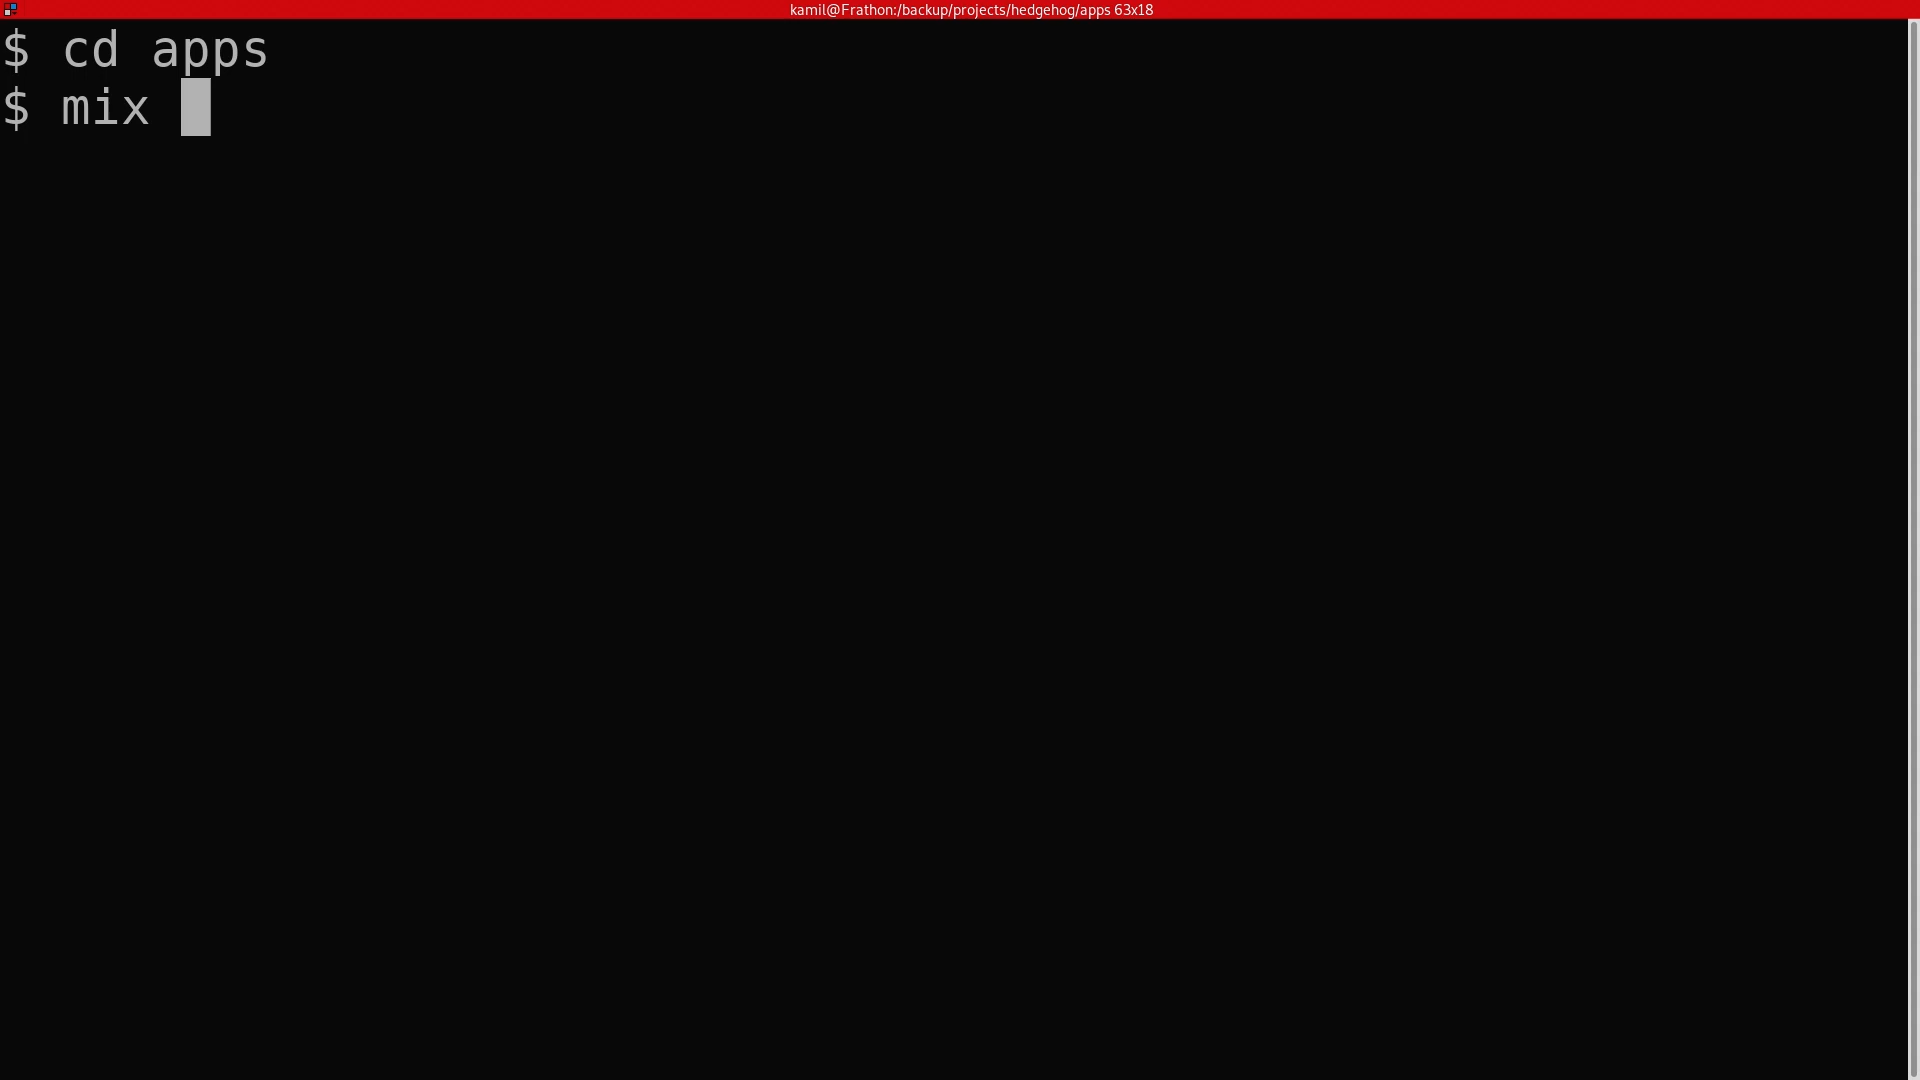 kamil@Frathon:/backup/projects/hedgehog/apps 63x18
$ cd apps
$ mix